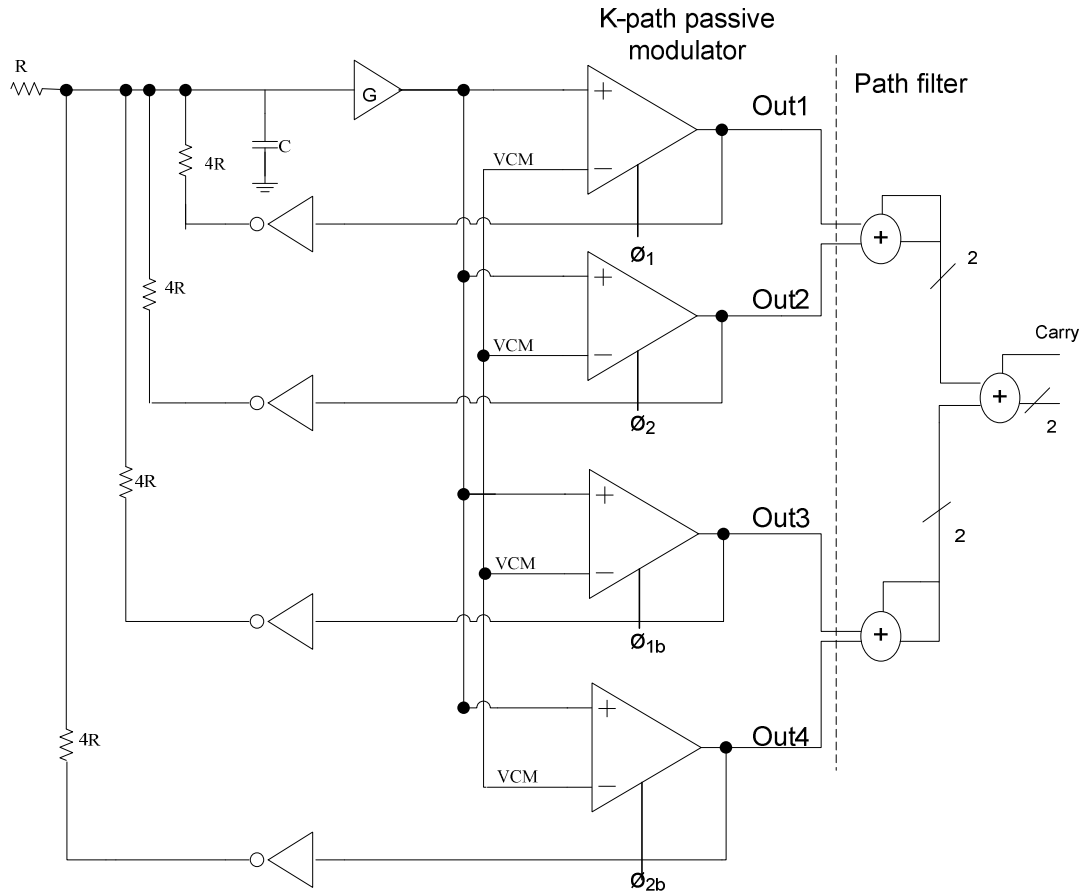 K-path passive
modulator
Path filter
R
G
+
Out1
4R
C
VCM
−
Ø1
+
2
4R
+
Out2
VCM
−
Ø2
Carry
+
2
4R
+
Out3
VCM
−
Ø1b
2
+
4R
+
Out4
VCM
−
Ø2b